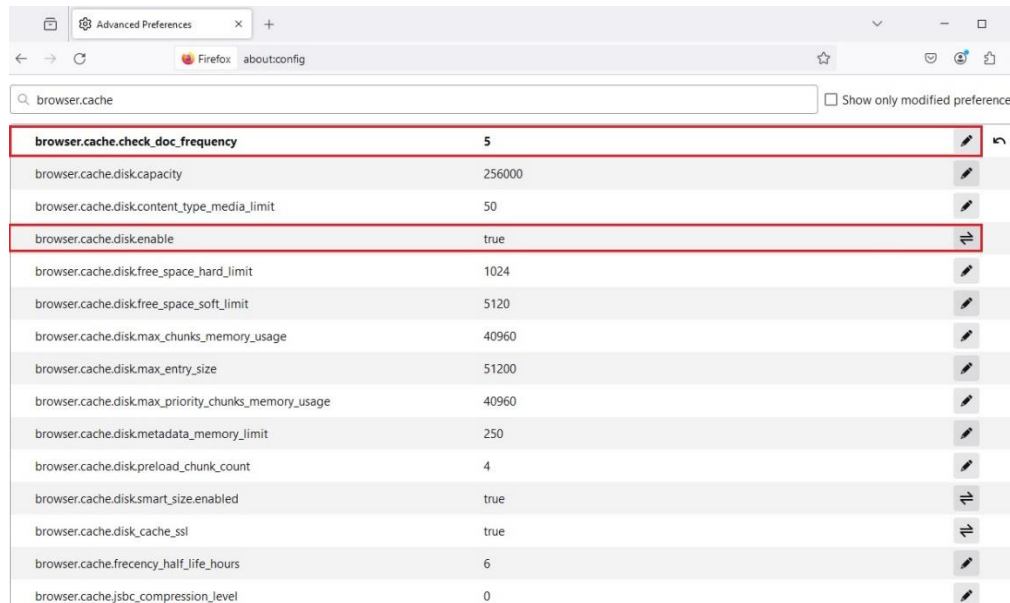 Advanced Preferences
Firefox about:config
browser.cache Show only modified preference
browser.cache.check_doc_frequency 5
browser.cache.disk.capacity 256000
browser.cache.disk.content_type_media_limit 50
browser.cache.disk.enable true
browser.cache.disk.free_space_hard_limit 1024
browser.cache.disk.free_space_soft_limit 5120
browser.cache.disk.max_chunks_memory_usage 40960
browser.cache.disk.max_entry_size 51200
browser.cache.disk.max_priority_chunks_memory_usage 40960
browser.cache.disk.metadata_memory_limit 250
browser.cache.disk.preload_chunk_count 4
browser.cache.disk.smart_size.enabled true
browser.cache.disk_cache_ssl true
browser.cache.frecency_half_life_hours 6
browser.cache.jsbc_compression_level 0